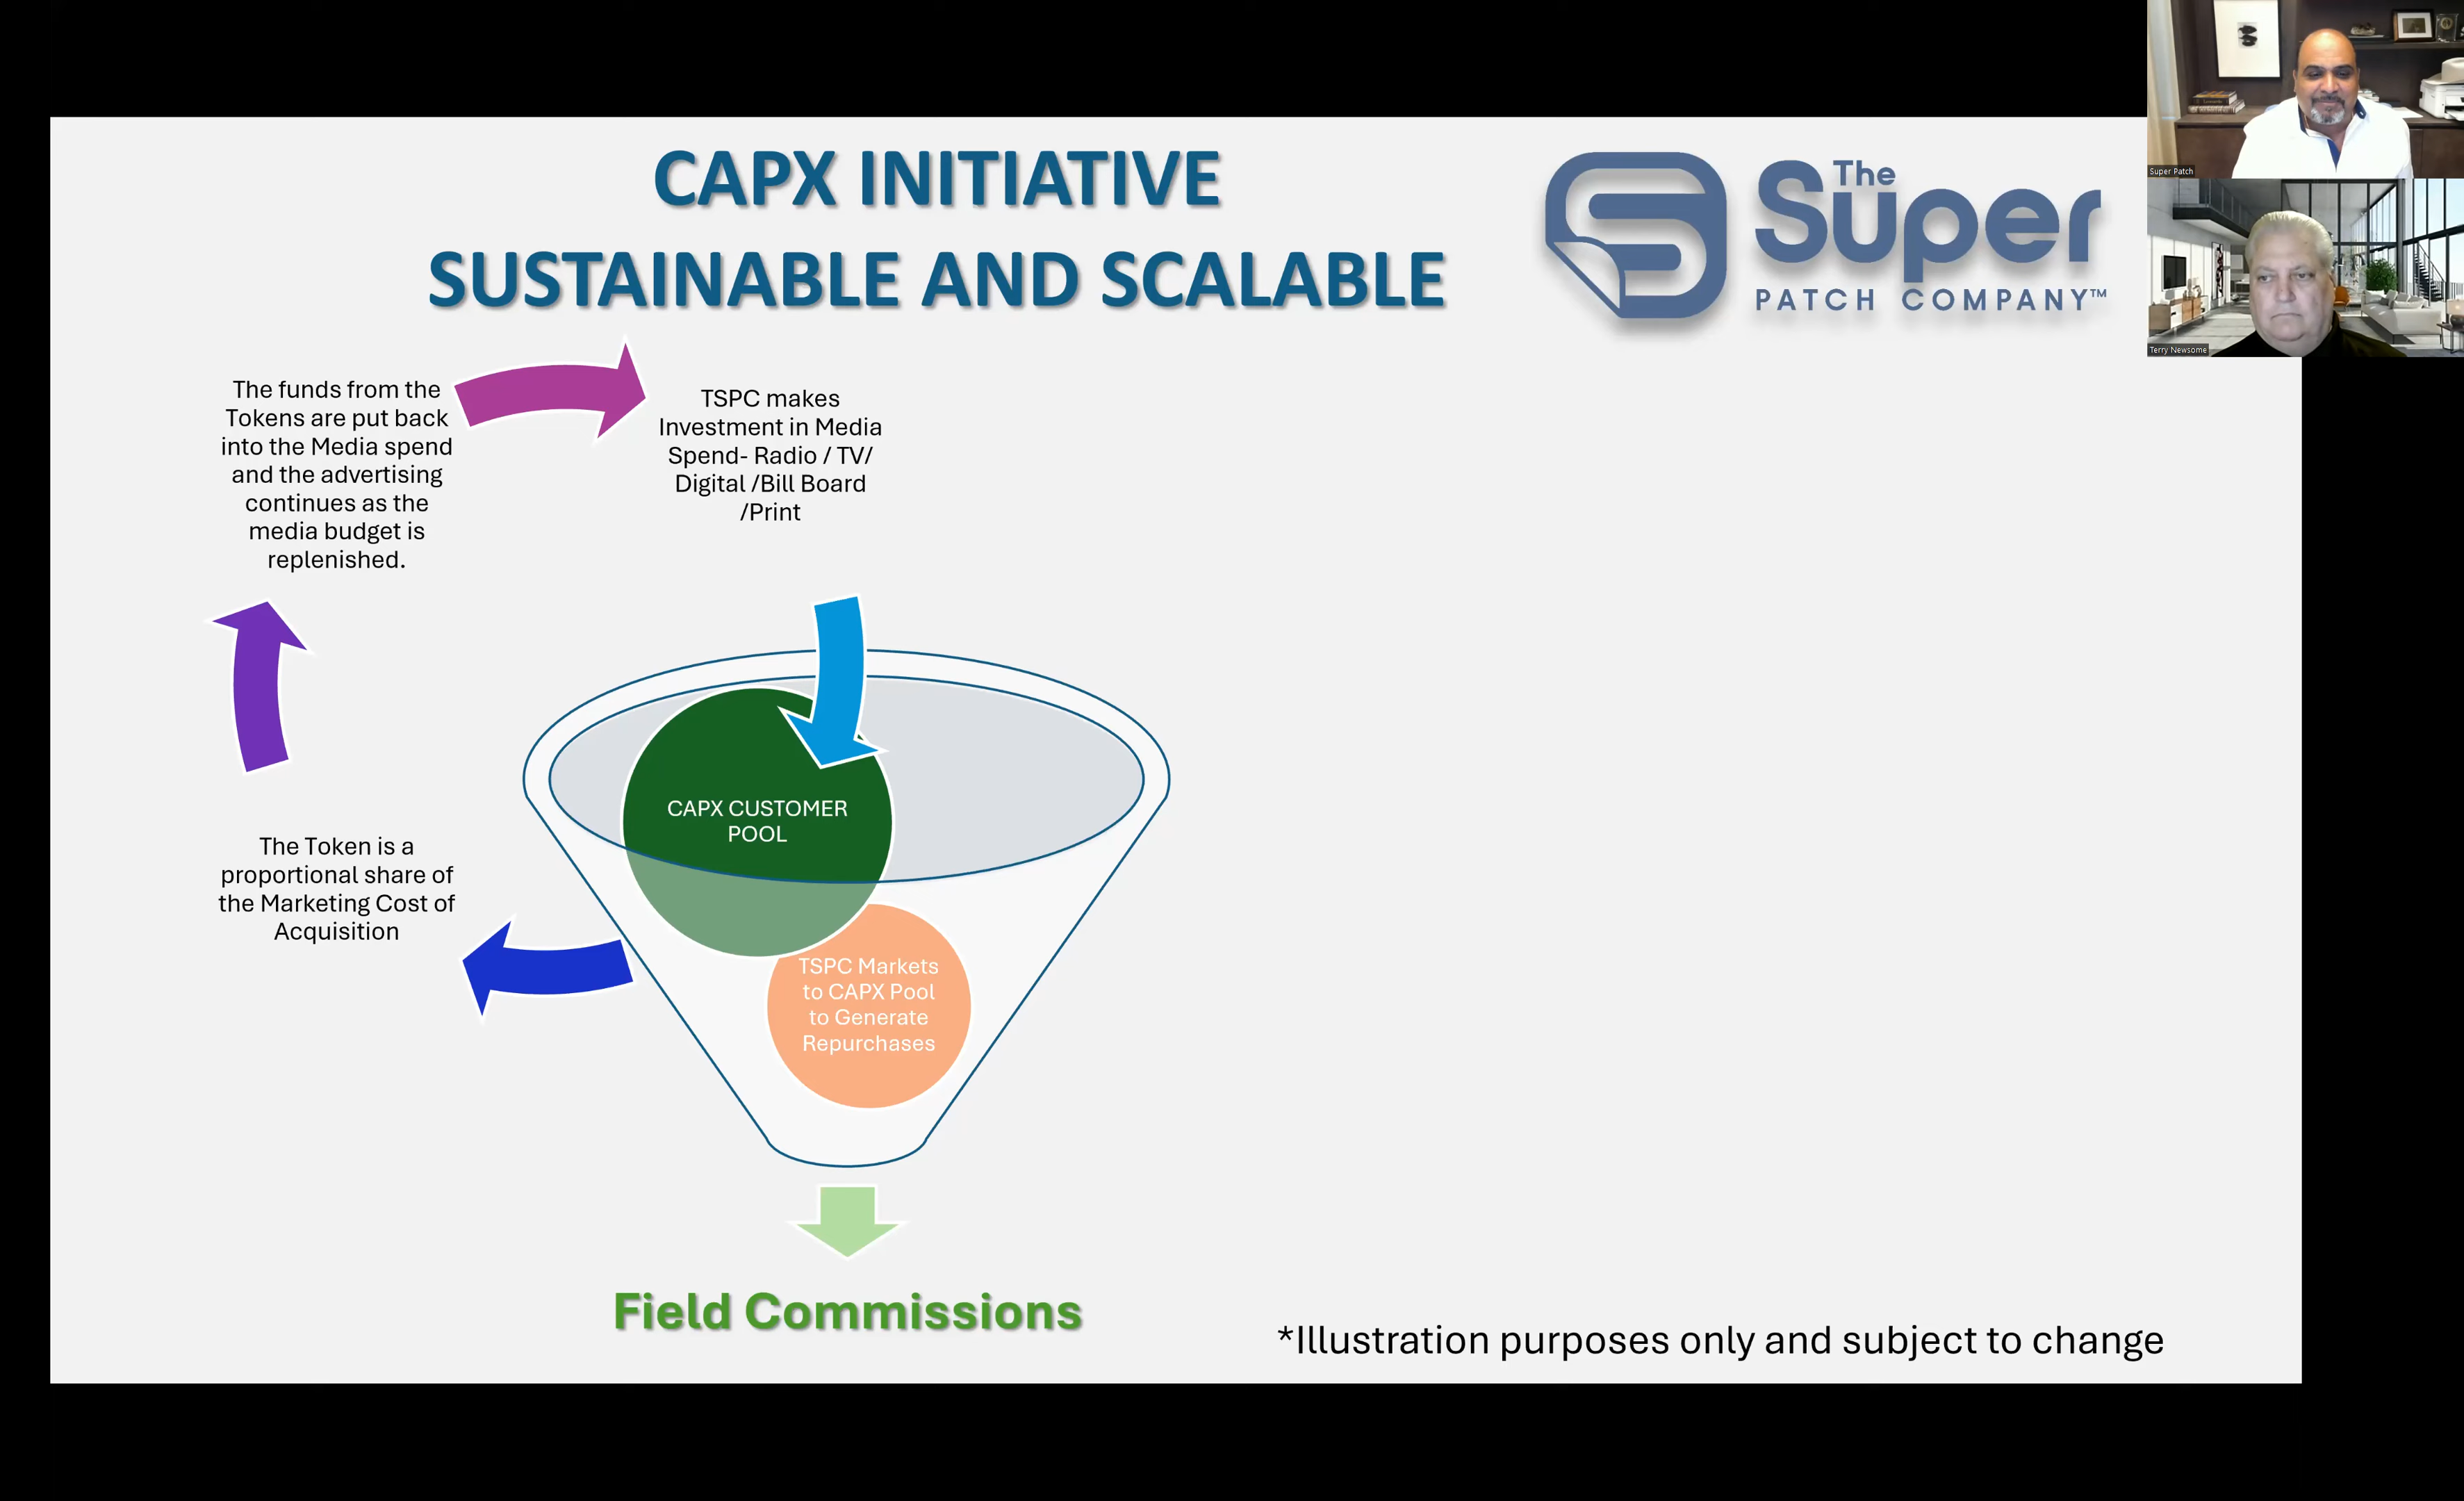 CAPX INITIATIVE
SUSTAINABLE AND SCALABLE
The
Super
PATCH COMPANY™
Super Patch
Terry Newsome
The funds from the
Tokens are put back
into the Media spend
and the advertising
continues as the
media budget is
replenished.
TSPC makes
Investment in Media
Spend- Radio / TV/
Digital /Bill Board
/Print
CAPX CUSTOMER
POOL
The Token is a
proportional share of
the Marketing Cost of
Acquisition
TSPC Markets
to CAPX Pool
to Generate
Repurchases
Field Commissions
*Illustration purposes only and subject to change